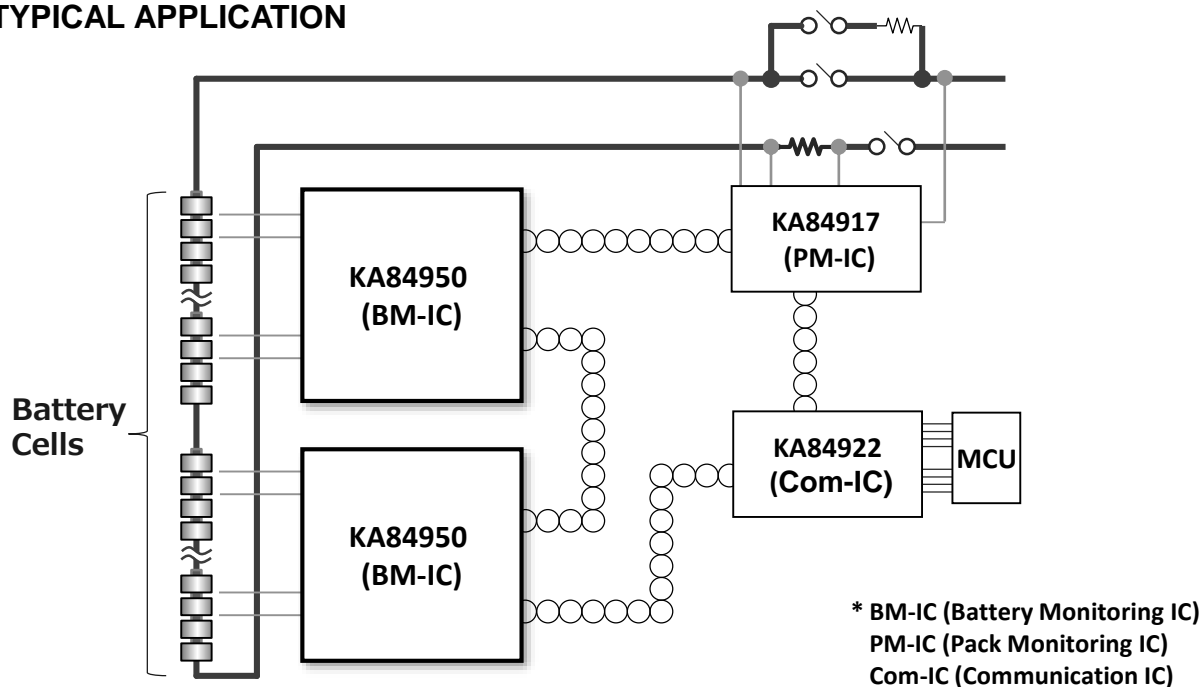 TYPICAL APPLICATION
KA84950
(BM-IC)
KA84917
(PM-IC)
Battery
Cells
KA84950
(BM-IC)
KA84922
(Com-IC)
MCU
* BM-IC (Battery Monitoring IC)
PM-IC (Pack Monitoring IC)
Com-IC (Communication IC)